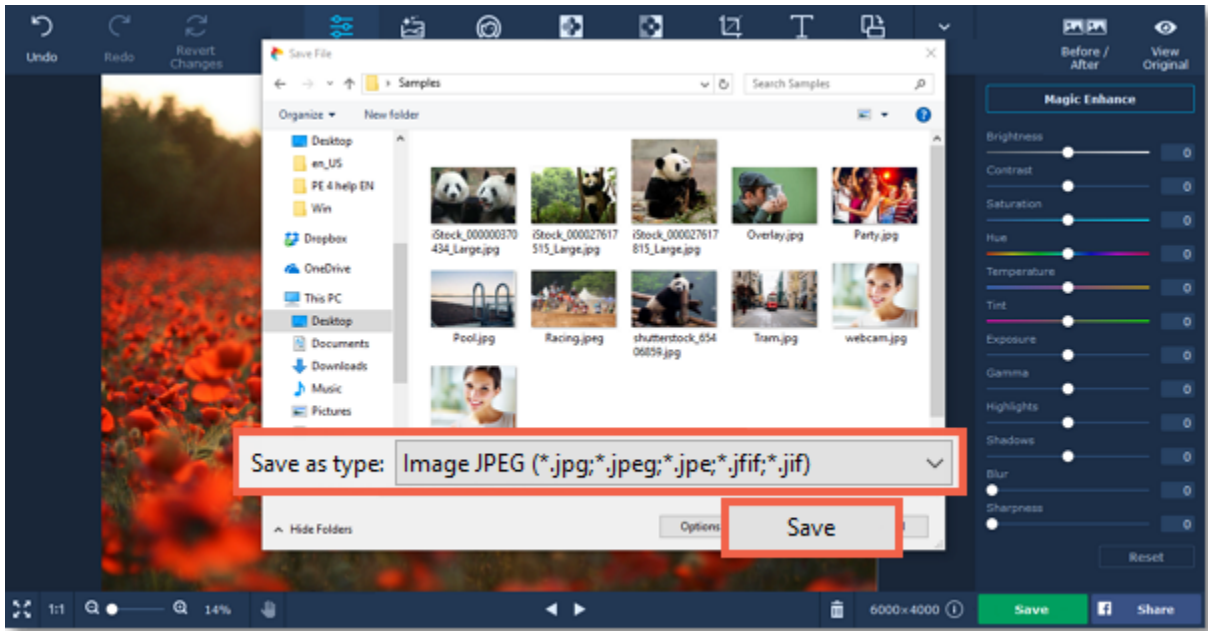 Undo
Redo
Revert
Changes
Before /
After
View
Original
Save File
Samples
Search Samples
Organize
New folder
Desktop
en_US
PE 4 help EN
Win
Dropbox
OneDrive
This PC
Desktop
Documents
Downloads
Music
Pictures
iStock_000000370
434_Large.jpg
iStock_000027617
515_Large.jpg
iStock_000027617
815_Large.jpg
Overlay.jpg
Party.jpg
Pool.jpg
Racing.jpeg
shutterstock_654
06859.jpg
Tram.jpg
webcam.jpg
Save as type: Image JPEG (*.jpg;*.jpeg;*.jpe;*.jfif;*.jif)
Hide Folders
Options
Save
Magic Enhance
Brightness
0
Contrast
0
Saturation
0
Hue
0
Temperature
0
Tint
0
Exposure
0
Gamma
0
Highlights
0
Shadows
0
Blur
0
Sharpness
0
Reset
1:1
14%
6000×4000
Save
Share